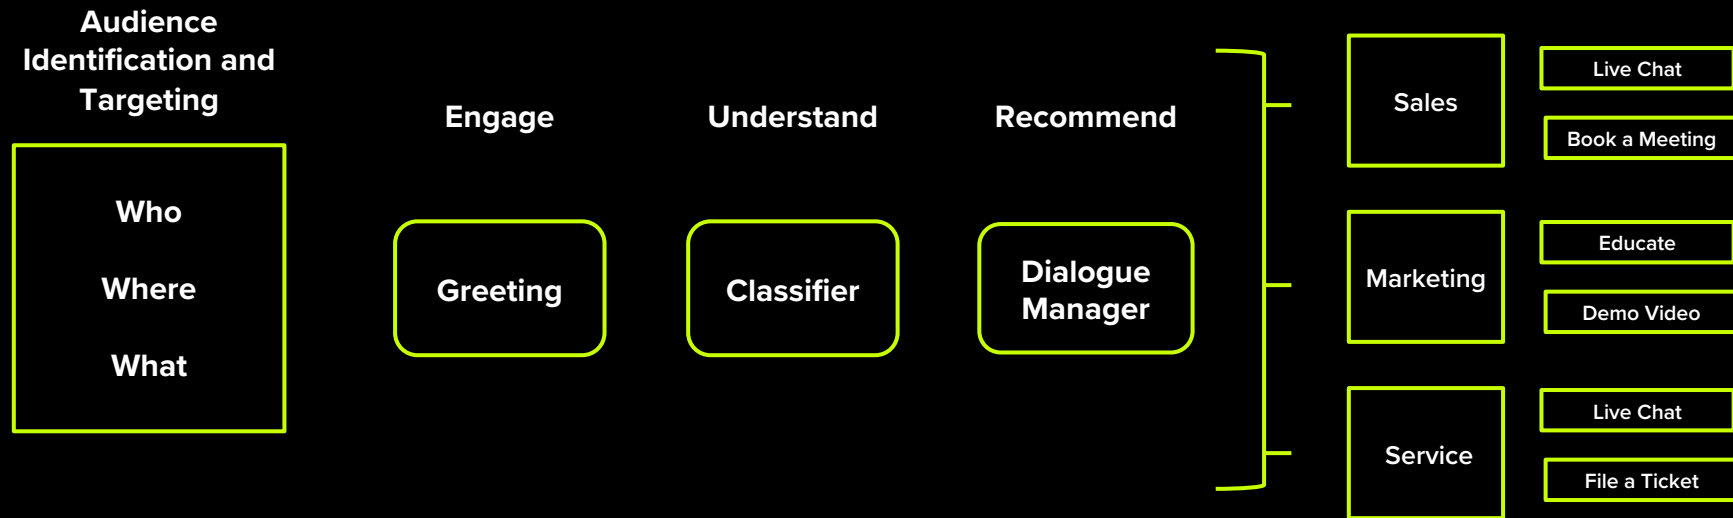 Audience
Identification and
Targeting
Who
Where
What
Engage
Greeting
Understand
Classifier
Recommend
Dialogue
Manager
Sales
Live Chat
Book a Meeting
Marketing
Educate
Demo Video
Service
Live Chat
File a Ticket